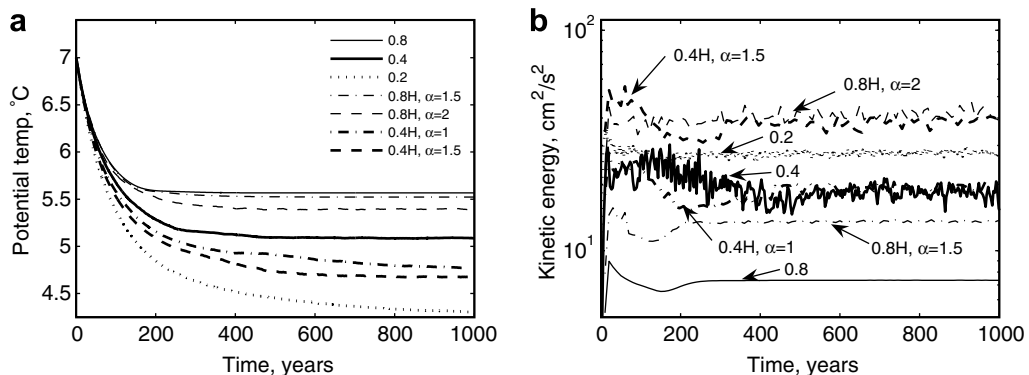 a
7
6.5
6
5.5
5
4.5
Potential temp,°C
0.8
0.4
0.2
0.8H, α=1.5
0.8H, α=2
0.4H, α=1
0.4H, α=1.5
0
200
400
600
800
1000
Time, years
b
10²
10¹
Kinetic energy, cm²/s²
0.4H, α=1.5
0.8H, α=2
0.2
0.4
0.4H, α=1
0.8H, α=1.5
0.8
0
200
400
600
800
1000
Time, years